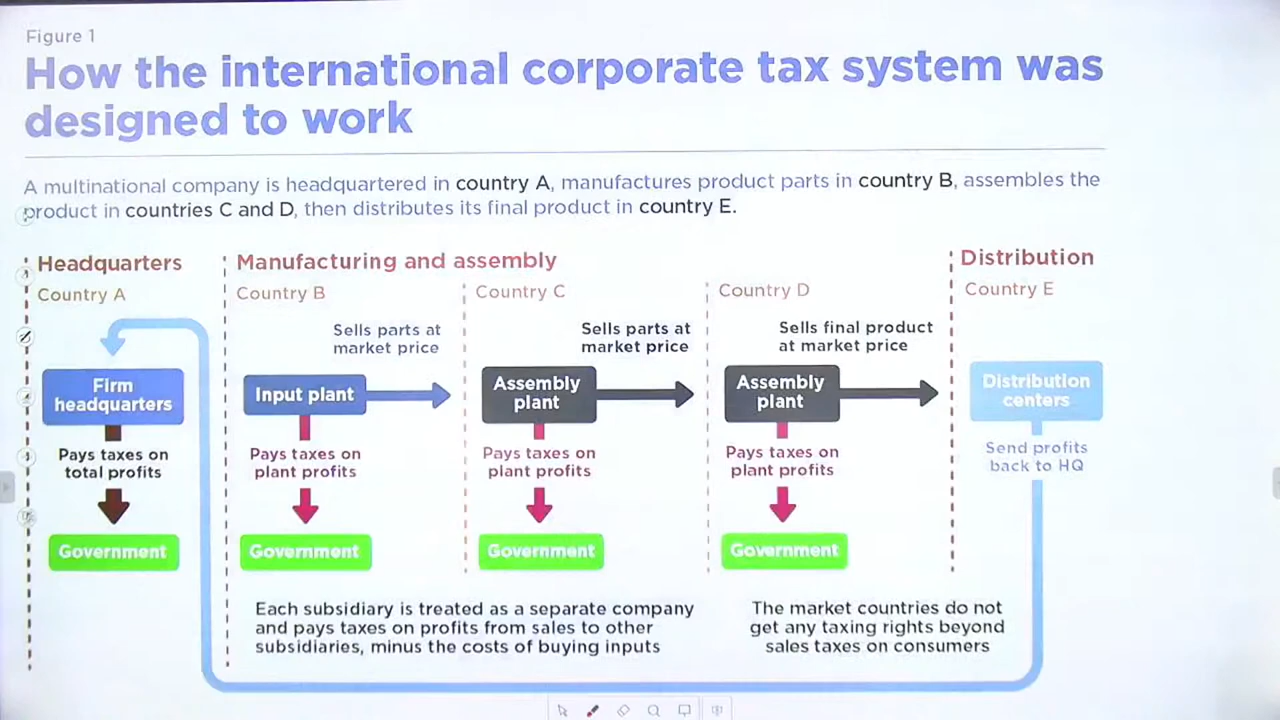 Figure 1
How the international corporate tax system was
designed to work
A multinational company is headquartered in country A, manufactures product parts in country B, assembles the
product in countries C and D, then distributes its final product in country E.
Headquarters
Country A
Firm
headquarters
Pays taxes on
total profits
Government
Manufacturing and assembly
Country B
Sells parts at
market price
Input plant
Pays taxes on
plant profits
Government
Country C
Sells parts at
market price
Assembly
plant
Pays taxes on
plant profits
Government
Country D
Sells final product
at market price
Assembly
plant
Pays taxes on
plant profits
Government
Distribution
Country E
Distribution
centers
Send profits
back to HQ
Each subsidiary is treated as a separate company
and pays taxes on profits from sales to other
subsidiaries, minus the costs of buying inputs
The market countries do not
get any taxing rights beyond
sales taxes on consumers